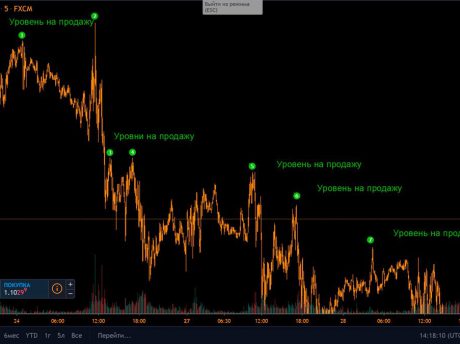 5 · FXCM
Выйти из режима
(ESC)
2
Уровень на продажу
1
Уровни на продажу
3
4
Уровень на продажу
5
Уровень на продажу
6
Уровень на прод
7
ПОКУПКА
1.10297
24
06:00
12:00
18:00
27
06:00
12:00
18:00
28
06:00
12:00
6мес YTD 1г 5л Все Перейти...
14:18:10 (UTC